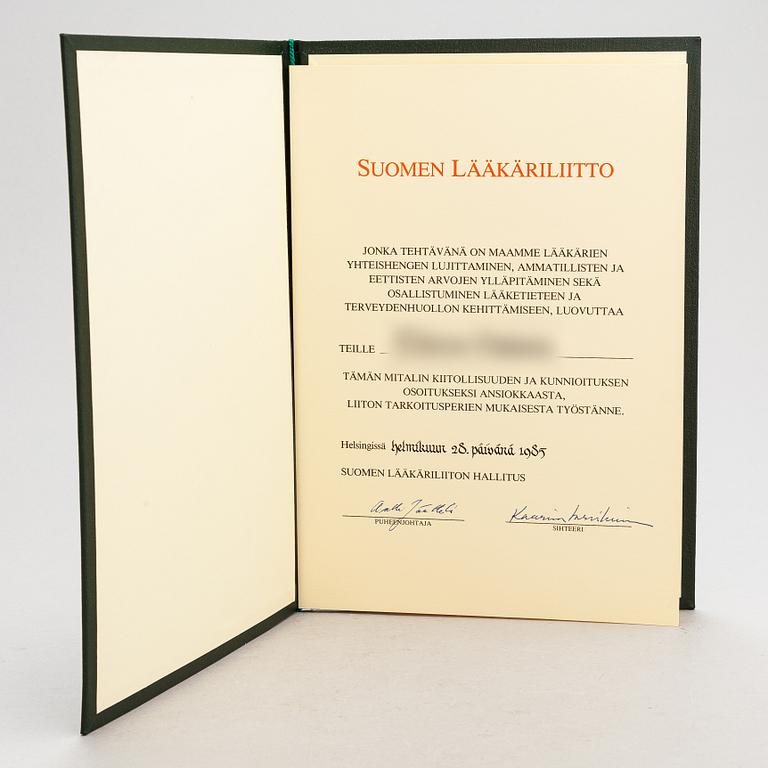 SUOMEN LÄÄKÄRILIITTO
JONKA TEHTÄVÄNÄ ON MAAMME LÄÄKÄRIEN
YHTEISHENGEN LUJITTAMINEN, AMMATILLISTEN JA
EETTISTEN ARVOJEN YLLÄPITÄMINEN SEKÄ
OSALLISTUMINEN LÄÄKETIETEEN JA
TERVEYDENHUOLLON KEHITTÄMISEEN, LUOVUTTAA
TEILLE
TÄMÄN MITALIN KIITOLLISUUDEN JA KUNNIOITUKSEN
OSOITUKSEKSI ANSIOKKAASTA,
LIITON TARKOITUSPERIEN MUKAISESTA TYÖSTÄNNE.
Helsingissä helmikuun 28. päivänä 1985
SUOMEN LÄÄKÄRILIITON HALLITUS
PUHEENJOHTAJA SIHTEERI